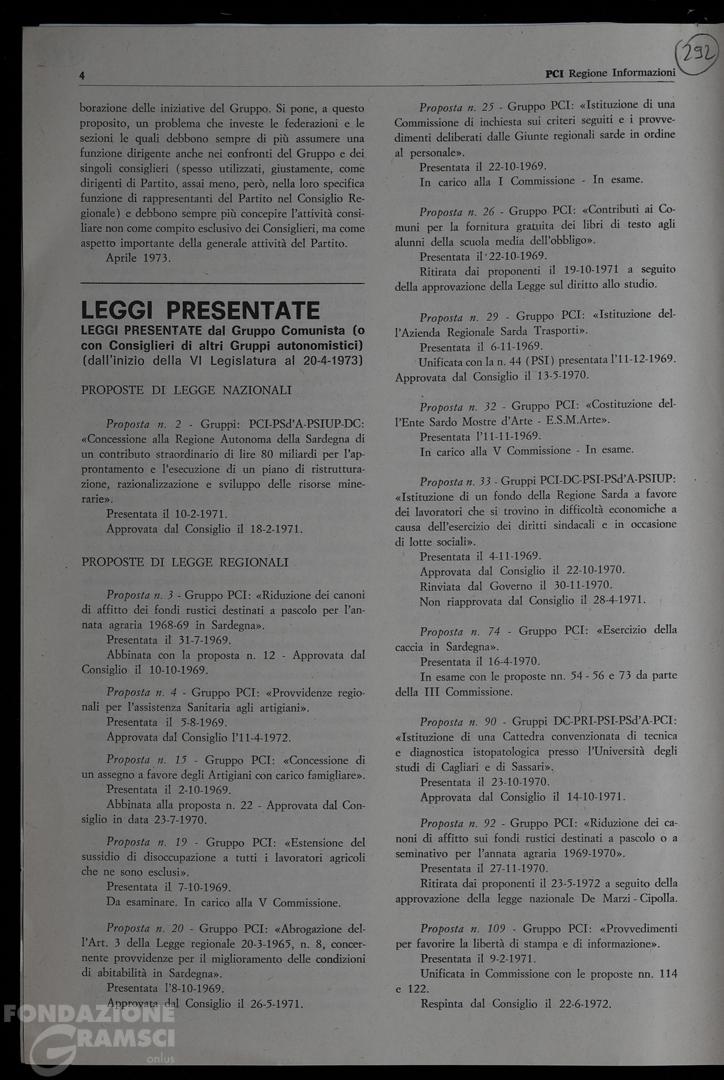 292
4
PCI Regione Informazioni
borazione delle iniziative del Gruppo. Si pone, a questo
proposito, un problema che investe le federazioni e le
sezioni le quali debbono sempre di più assumere una
funzione dirigente anche nei confronti del Gruppo e dei
singoli consiglieri (spesso utilizzati, giustamente, come
dirigenti di Partito, assai meno, però, nella loro specifica
funzione di rappresentanti del Partito nel Consiglio Re-
gionale) e debbono sempre più concepire l'attività consi-
liare non come compito esclusivo dei Consiglieri, ma come
aspetto importante della generale attività del Partito.
Aprile 1973.
LEGGI PRESENTATE
LEGGI PRESENTATE dal Gruppo Comunista (o
con Consiglieri di altri Gruppi autonomistici)
(dall'inizio della VI Legislatura al 20-4-1973)
PROPOSTE DI LEGGE NAZIONALI
Proposta n. 2 - Gruppi: PCI-PSd'A-PSIUP-DC:
«Concessione alla Regione Autonoma della Sardegna di
un contributo straordinario di lire 80 miliardi per l'ap-
prontamento e l'esecuzione di un piano di ristruttura-
zione, razionalizzazione e sviluppo delle risorse mine-
rarie».
Presentata il 10-2-1971.
Approvata dal Consiglio il 18-2-1971.
PROPOSTE DI LEGGE REGIONALI
Proposta n. 3 - Gruppo PCI: «Riduzione dei canoni
di affitto dei fondi rustici destinati a pascolo per l'an-
nata agraria 1968-69 in Sardegna».
Presentata il 31-7-1969.
Abbinata con la proposta n. 12 - Approvata dal
Consiglio il 10-10-1969.
Proposta n. 4 - Gruppo PCI: «Provvidenze regio-
nali per l'assistenza Sanitaria agli artigiani».
Presentata il 5-8-1969.
Approvata dal Consiglio l'11-4-1972.
Proposta n. 15 - Gruppo PCI: «Concessione di
un assegno a favore degli Artigiani con carico famigliare».
Presentata il 2-10-1969.
Abbinata alla proposta n. 22 - Approvata dal Con-
siglio in data 23-7-1970.
Proposta n. 19 - Gruppo PCI: «Estensione del
sussidio di disoccupazione a tutti i lavoratori agricoli
che ne sono esclusi».
Presentata il 7-10-1969.
Da esaminare. In carico alla V Commissione.
Proposta n. 20 - Gruppo PCI: «Abrogazione del-
l'Art. 3 della Legge regionale 20-3-1965, n. 8, concer-
nente provvidenze per il miglioramento delle condizioni
di abitabilità in Sardegna».
Presentata l'8-10-1969.
Approvata dal Consiglio il 26-5-1971.
Proposta n. 25 - Gruppo PCI: «Istituzione di una
Commissione di inchiesta sui criteri seguiti e i provve-
dimenti deliberati dalle Giunte regionali sarde in ordine
al personale».
Presentata il 22-10-1969.
In carico alla I Commissione - In esame.
Proposta n. 26 - Gruppo PCI: «Contributi ai Co-
muni per la fornitura gratuita dei libri di testo agli
alunni della scuola media dell'obbligo».
Presentata il 22-10-1969.
Ritirata dai proponenti il 19-10-1971 a seguito
della approvazione della Legge sul diritto allo studio.
Proposta n. 29 - Gruppo PCI: «Istituzione del-
l'Azienda Regionale Sarda Trasporti».
Presentata il 6-11-1969.
Unificata con la n. 44 (PSI) presentata l'11-12-1969.
Approvata dal Consiglio il 13-5-1970.
Proposta n. 32 - Gruppo PCI: «Costituzione del-
l'Ente Sardo Mostre d'Arte - E.S.M.Arte».
Presentata l'11-11-1969.
In carico alla V Commissione - In esame.
Proposta n. 33 - Gruppi PCI-DC-PSI-PSd'A-PSIUP:
«Istituzione di un fondo della Regione Sarda a favore
dei lavoratori che si trovino in difficoltà economiche a
causa dell'esercizio dei diritti sindacali e in occasione
di lotte sociali».
Presentata il 4-11-1969.
Approvata dal Consiglio il 22-10-1970.
Rinviata dal Governo il 30-11-1970.
Non riapprovata dal Consiglio il 28-4-1971.
Proposta n. 74 - Gruppo PCI: «Esercizio della
caccia in Sardegna».
Presentata il 16-4-1970.
In esame con le proposte nn. 54 - 56 e 73 da parte
della III Commissione.
Proposta n. 90 - Gruppi DC-PRI-PSI-PSd'A-PCI:
«Istituzione di una Cattedra convenzionata di tecnica
e diagnostica istopatologica presso l'Università degli
studi di Cagliari e di Sassari».
Presentata il 23-10-1970.
Approvata dal Consiglio il 14-10-1971.
Proposta n. 92 - Gruppo PCI: «Riduzione dei ca-
noni di affitto sui fondi rustici destinati a pascolo o a
seminativo per l'annata agraria 1969-1970».
Presentata il 27-11-1970.
Ritirata dai proponenti il 23-5-1972 a seguito della
approvazione della legge nazionale De Marzi - Cipolla.
Proposta n. 109 - Gruppo PCI: «Provvedimenti
per favorire la libertà di stampa e di informazione».
Presentata il 9-2-1971.
Unificata in Commissione con le proposte nn. 114
e 122.
Respinta dal Consiglio il 22-6-1972.
FONDAZIONE
GRAMSCI
onlus